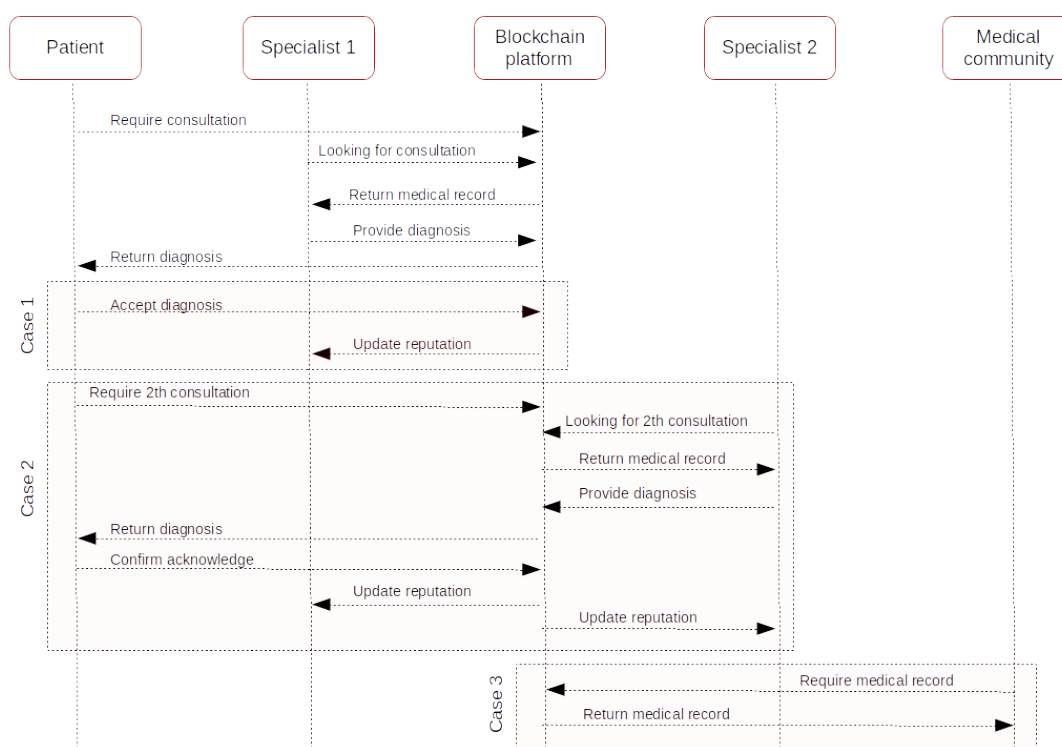 Patient
Specialist 1
Blockchain
platform
Specialist 2
Medical
community
Require consultation
Looking for consultation
Return medical record
Provide diagnosis
Return diagnosis
Case 1
Accept diagnosis
Update reputation
Case 2
Require 2th consultation
Looking for 2th consultation
Return medical record
Provide diagnosis
Return diagnosis
Confirm acknowledge
Update reputation
Update reputation
Case 3
Require medical record
Return medical record